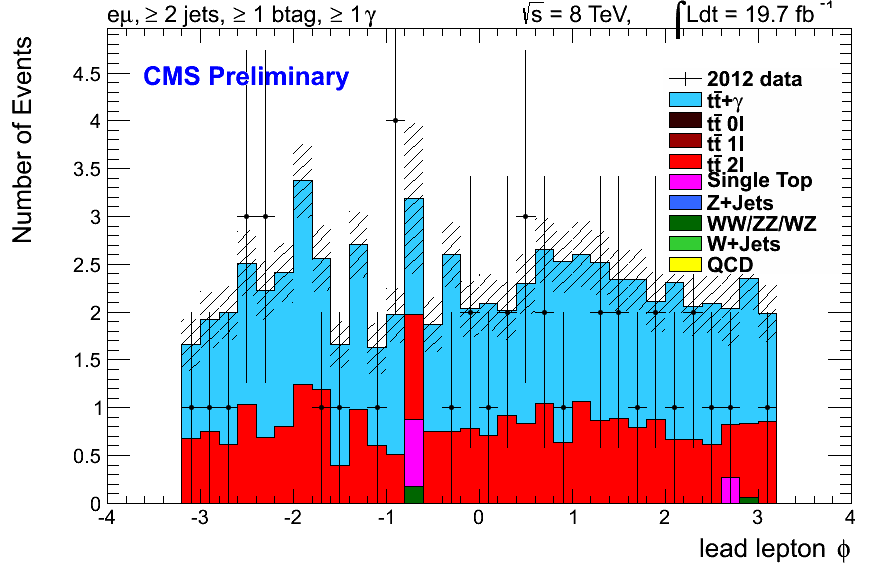 eμ, ≥ 2 jets, ≥ 1 btag, ≥ 1 γ
√s = 8 TeV, ∫Ldt = 19.7 fb⁻¹
CMS Preliminary
2012 data
tt̄+γ
tt̄ 0l
tt̄ 1l
tt̄ 2l
Single Top
Z+Jets
WW/ZZ/WZ
W+Jets
QCD
Number of Events
4.5
4
3.5
3
2.5
2
1.5
1
0.5
0
-4 -3 -2 -1 0 1 2 3 4
lead lepton ϕ